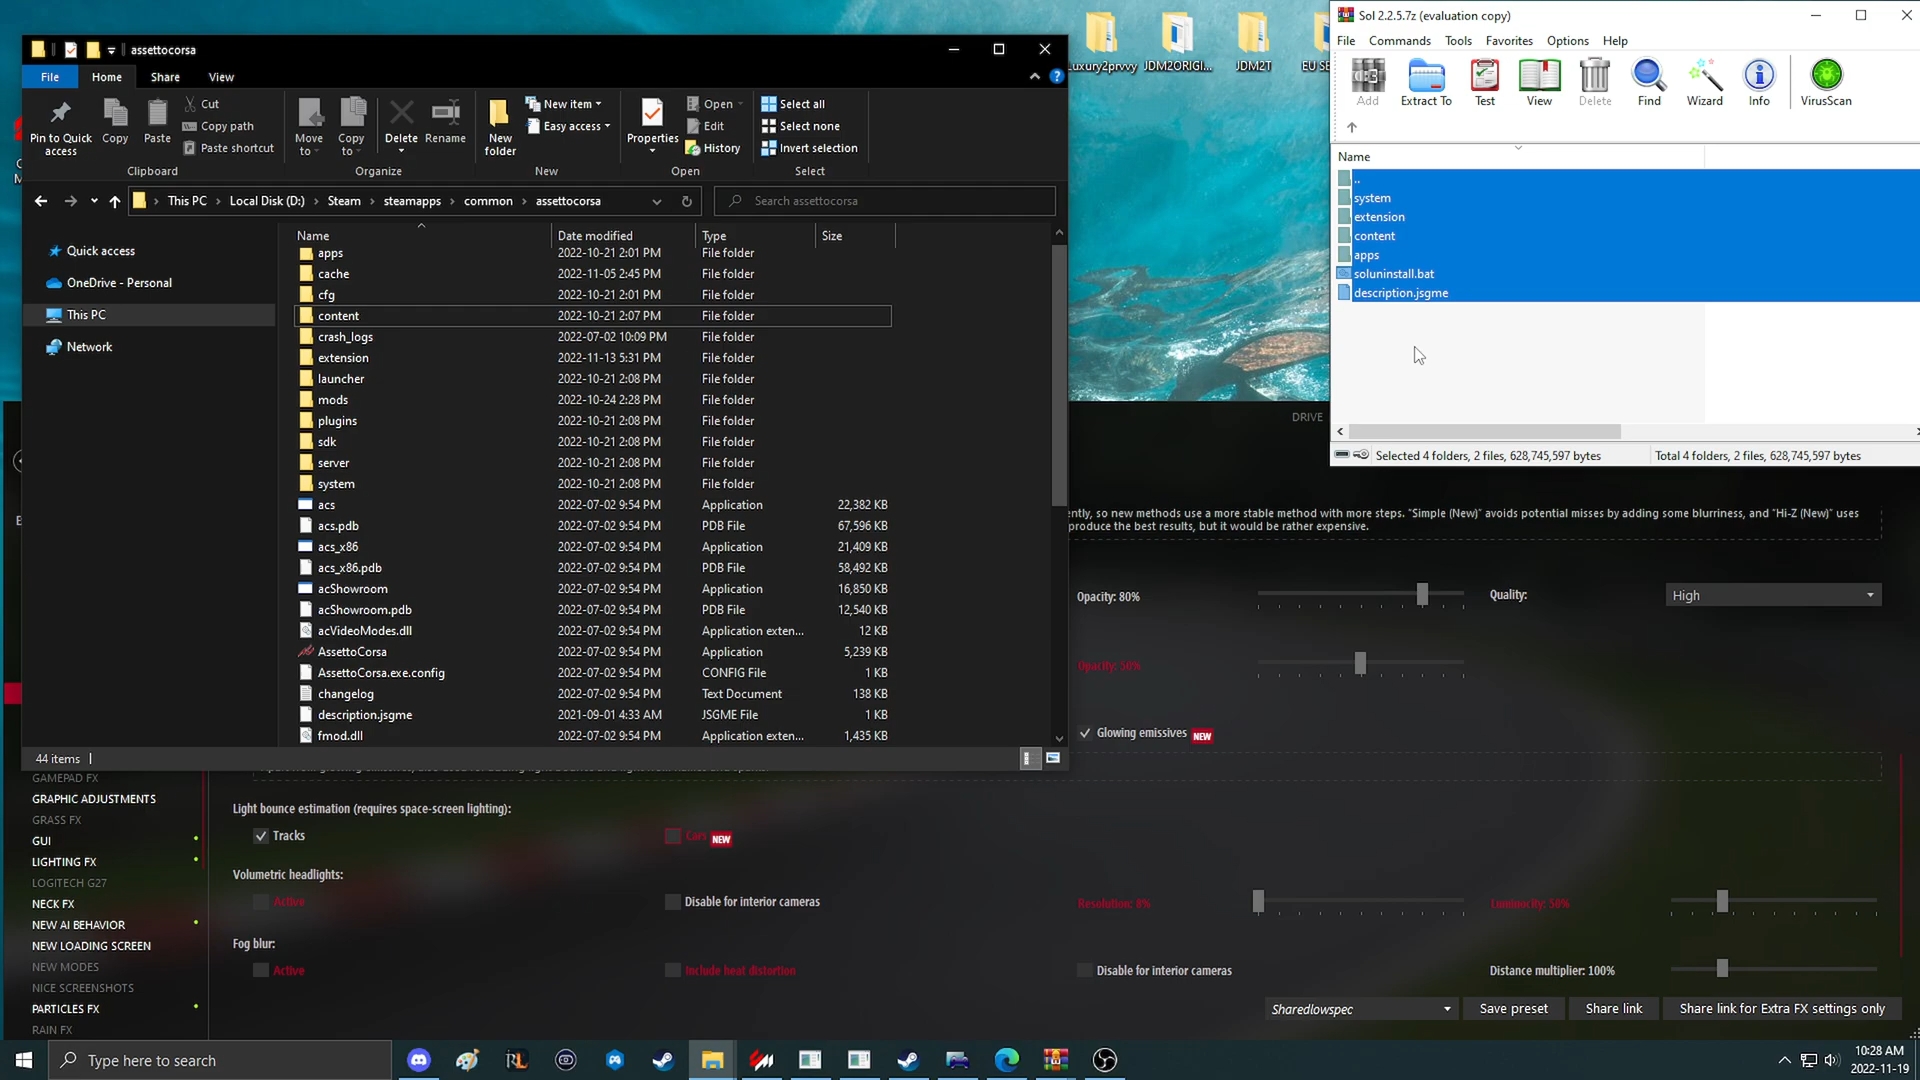 assettocorsa
File
Home
Share
View
Pin to Quick access
Copy
Paste
Cut
Copy path
Paste shortcut
Clipboard
Move to
Copy to
Delete
Rename
Organize
New folder
New item
Easy access
New
Properties
Open
Edit
History
Open
Select all
Select none
Invert selection
Select
This PC
Local Disk (D:)
Steam
steamapps
common
assettocorsa
Search assettocorsa
Quick access
OneDrive - Personal
This PC
Network
Name Date modified Type Size
apps 2022-10-21 2:01 PM File folder
cache 2022-11-05 2:45 PM File folder
cfg 2022-10-21 2:01 PM File folder
content 2022-10-21 2:07 PM File folder
crash_logs 2022-07-02 10:09 PM File folder
extension 2022-11-13 5:31 PM File folder
launcher 2022-10-21 2:08 PM File folder
mods 2022-10-24 2:28 PM File folder
plugins 2022-10-21 2:08 PM File folder
sdk 2022-10-21 2:08 PM File folder
server 2022-10-21 2:08 PM File folder
system 2022-10-21 2:08 PM File folder
acs 2022-07-02 9:54 PM Application 22,382 KB
acs.pdb 2022-07-02 9:54 PM PDB File 67,596 KB
acs_x86 2022-07-02 9:54 PM Application 21,409 KB
acs_x86.pdb 2022-07-02 9:54 PM PDB File 58,492 KB
acShowroom 2022-07-02 9:54 PM Application 16,850 KB
acShowroom.pdb 2022-07-02 9:54 PM PDB File 12,540 KB
acVideoModes.dll 2022-07-02 9:54 PM Application exten... 12 KB
AssettoCorsa 2022-07-02 9:54 PM Application 5,239 KB
AssettoCorsa.exe.config 2022-07-02 9:54 PM CONFIG File 1 KB
changelog 2022-07-02 9:54 PM Text Document 138 KB
description.jsgme 2021-09-01 4:33 AM JSGME File 1 KB
fmod.dll 2022-07-02 9:54 PM Application exten... 1,435 KB
44 items
JDM2ORIGI...
JDM2T
Sol 2.2.5.7z (evaluation copy)
File Commands Tools Favorites Options Help
Add
Extract To
Test
View
Delete
Find
Wizard
Info
VirusScan
Name
..
system
extension
content
apps
soluninstall.bat
description.jsgme
Selected 4 folders, 2 files, 628,745,597 bytes
Total 4 folders, 2 files, 628,745,597 bytes
DRIVE
so new methods use a more stable method with more steps. "Simple (New)" avoids potential misses by adding some blurriness, and "Hi-Z (New)" uses
produce the best results, but it would be rather expensive.
Opacity: 80%
Quality:
High
Opacity: 50%
Glowing emissives NEW
GAMEPAD FX
GRAPHIC ADJUSTMENTS
GRASS FX
GUI
LIGHTING FX
LOGITECH G27
NECK FX
NEW AI BEHAVIOR
NEW LOADING SCREEN
NEW MODES
NICE SCREENSHOTS
PARTICLES FX
RAIN FX
Light bounce estimation (requires space-screen lighting):
Tracks
Cars NEW
Volumetric headlights:
Active
Disable for interior cameras
Resolution: 8%
Luminocity: 50%
Fog blur:
Active
Include heat distortion
Disable for interior cameras
Distance multiplier: 100%
Sharedlowspec
Save preset
Share link
Share link for Extra FX settings only
Type here to search
10:28 AM
2022-11-19